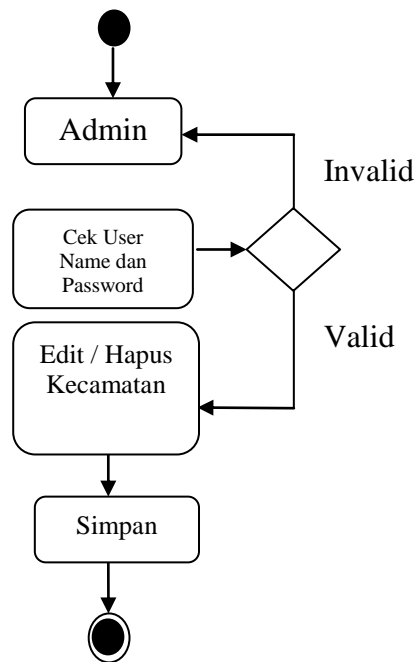 Admin
Invalid
Cek User
Name dan
Password
Valid
Edit / Hapus
Kecamatan
Simpan